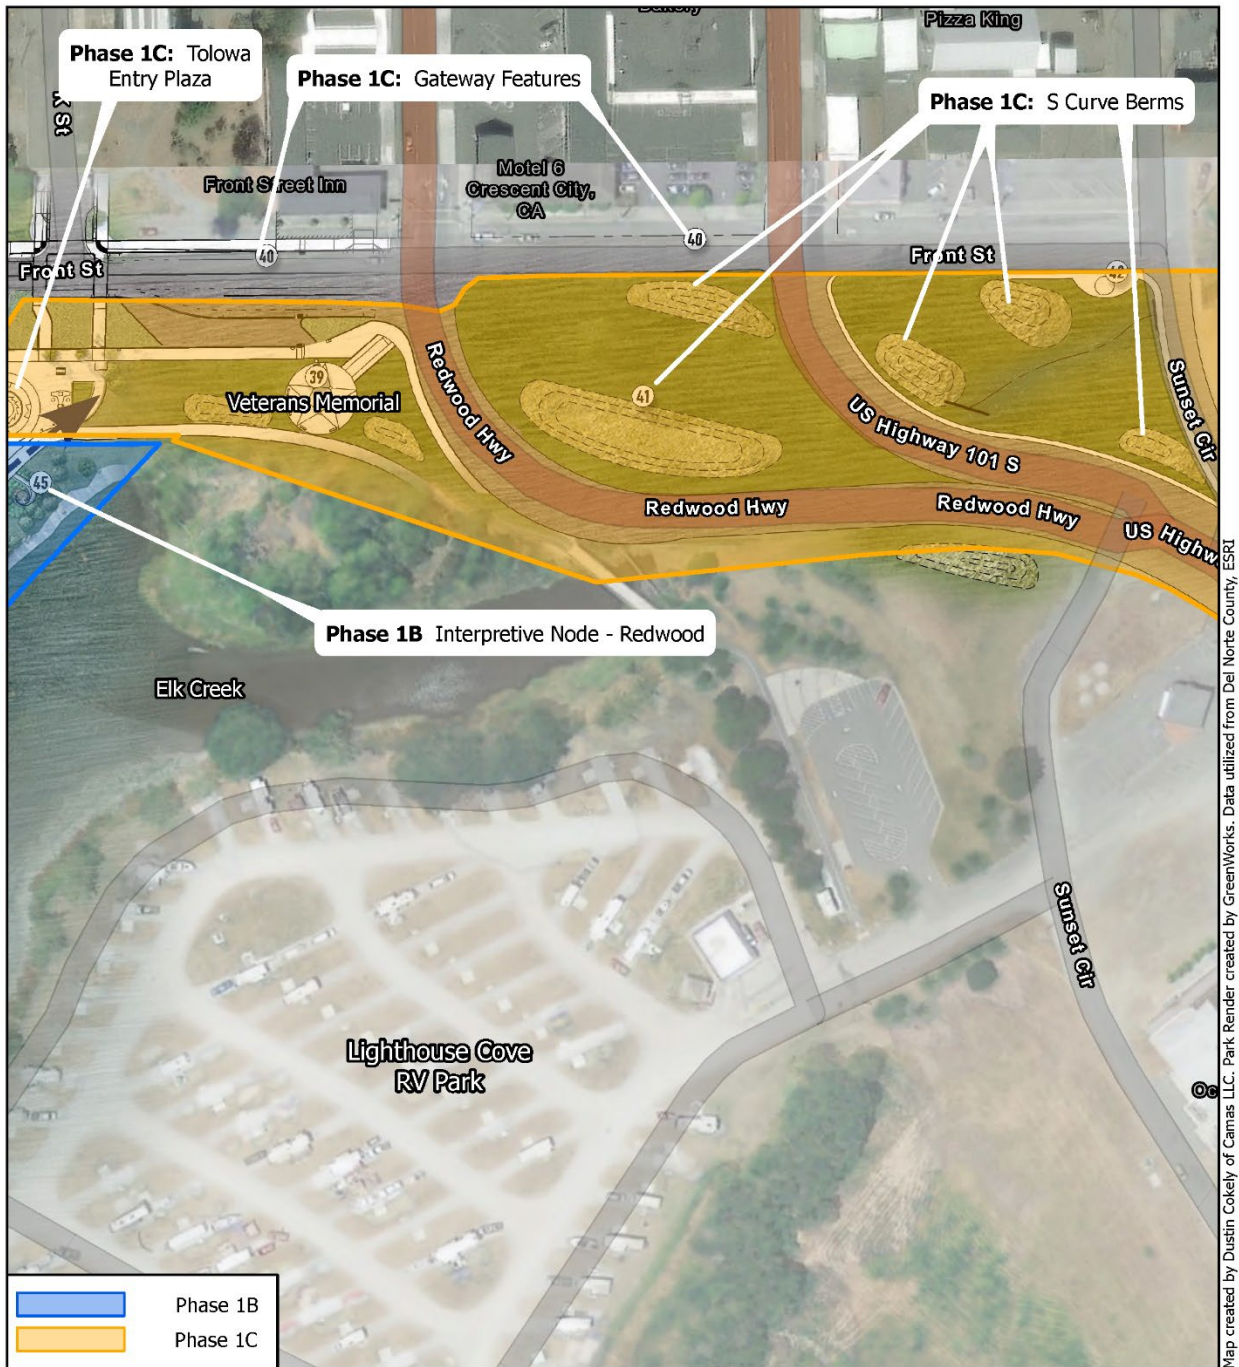 Bakery
Pizza King
Phase 1C: Tolowa
Entry Plaza
Phase 1C: Gateway Features
Phase 1C: S Curve Berms
K St
Front Street Inn
Motel 6
Crescent City,
CA
40
40
Front St
Front St
42
39
Veterans Memorial
41
Redwood Hwy
US Highway 101 S
Sunset Cir
45
Redwood Hwy
Redwood Hwy
US Highw
Phase 1B Interpretive Node - Redwood
Elk Creek
Sunset Cir
Lighthouse Cove
RV Park
Oc
Phase 1B
Phase 1C
Map created by Dustin Cokely of Camas LLC. Park Render created by GreenWorks. Data utilized from Del Norte County, ESRI